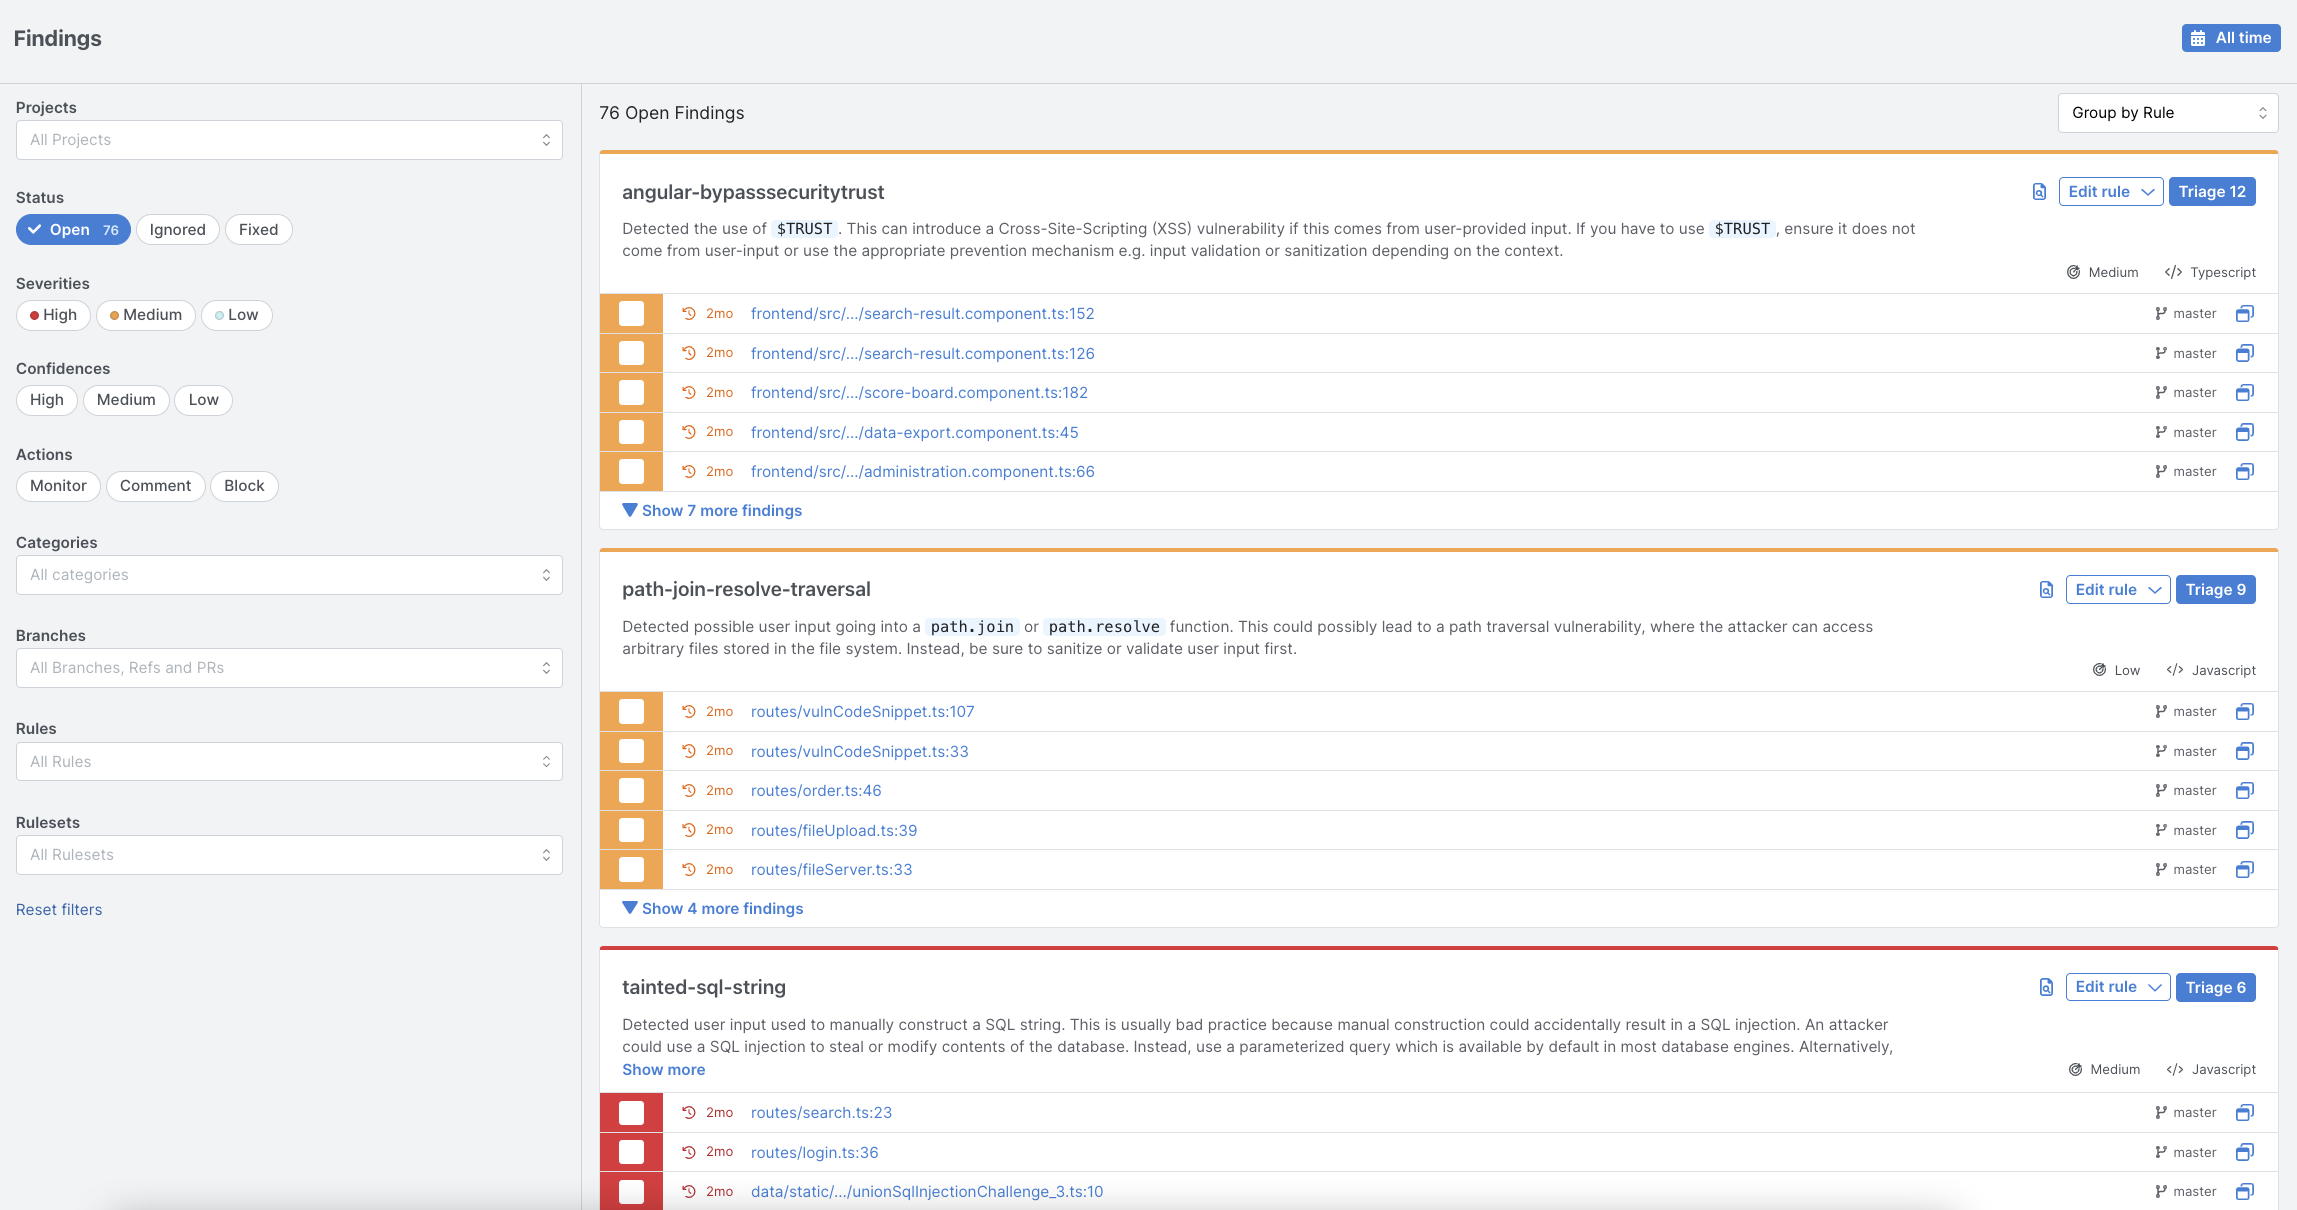 Findings
All time
Projects
All Projects
Status
Open 76 Ignored Fixed
Severities
High Medium Low
Confidences
High Medium Low
Actions
Monitor Comment Block
Categories
All categories
Branches
All Branches, Refs and PRs
Rules
All Rules
Rulesets
All Rulesets
Reset filters
76 Open Findings
Group by Rule
angular-bypasssecuritytrust
Edit rule Triage 12
Detected the use of $TRUST . This can introduce a Cross-Site-Scripting (XSS) vulnerability if this comes from user-provided input. If you have to use $TRUST , ensure it does not
come from user-input or use the appropriate prevention mechanism e.g. input validation or sanitization depending on the context.
Medium </> Typescript
2mo frontend/src/.../search-result.component.ts:152 master
2mo frontend/src/.../search-result.component.ts:126 master
2mo frontend/src/.../score-board.component.ts:182 master
2mo frontend/src/.../data-export.component.ts:45 master
2mo frontend/src/.../administration.component.ts:66 master
Show 7 more findings
path-join-resolve-traversal
Edit rule Triage 9
Detected possible user input going into a path.join or path.resolve function. This could possibly lead to a path traversal vulnerability, where the attacker can access
arbitrary files stored in the file system. Instead, be sure to sanitize or validate user input first.
Low </> Javascript
2mo routes/vulnCodeSnippet.ts:107 master
2mo routes/vulnCodeSnippet.ts:33 master
2mo routes/order.ts:46 master
2mo routes/fileUpload.ts:39 master
2mo routes/fileServer.ts:33 master
Show 4 more findings
tainted-sql-string
Edit rule Triage 6
Detected user input used to manually construct a SQL string. This is usually bad practice because manual construction could accidentally result in a SQL injection. An attacker
could use a SQL injection to steal or modify contents of the database. Instead, use a parameterized query which is available by default in most database engines. Alternatively,
Show more
Medium </> Javascript
2mo routes/search.ts:23 master
2mo routes/login.ts:36 master
2mo data/static/.../unionSqlInjectionChallenge_3.ts:10 master